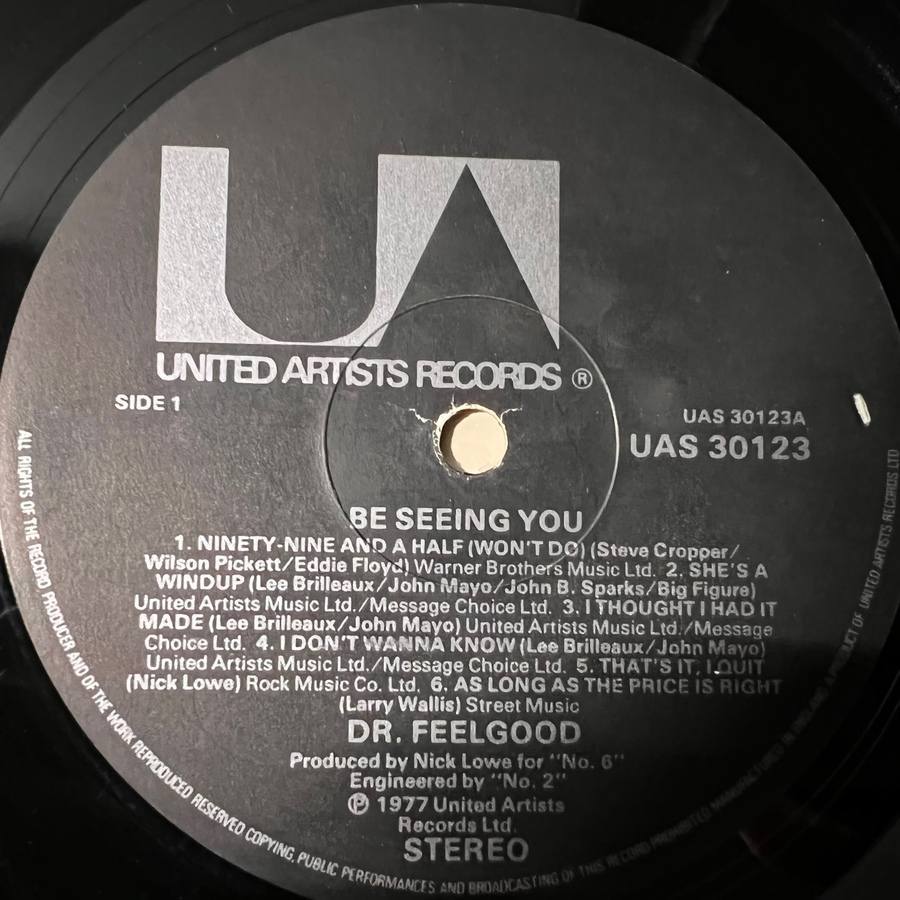 UA
UNITED ARTISTS RECORDS ®
SIDE 1
UAS 30123A
UAS 30123
BE SEEING YOU
1. NINETY-NINE AND A HALF (WON'T DO) (Steve Cropper/
Wilson Pickett/Eddie Floyd) Warner Brothers Music Ltd. 2. SHE'S A
WINDUP (Lee Brilleaux/John Mayo/John B. Sparks/Big Figure)
United Artists Music Ltd./Message Choice Ltd. 3. I THOUGHT I HAD IT
MADE (Lee Brilleaux/John Mayo) United Artists Music Ltd./Message
Choice Ltd. 4. I DON'T WANNA KNOW (Lee Brilleaux/John Mayo)
United Artists Music Ltd./Message Choice Ltd. 5. THAT'S IT, I QUIT
(Nick Lowe) Rock Music Co. Ltd. 6. AS LONG AS THE PRICE IS RIGHT
(Larry Wallis) Street Music
DR. FEELGOOD
Produced by Nick Lowe for "No. 6"
Engineered by "No. 2"
℗ 1977 United Artists
Records Ltd.
STEREO
ALL RIGHTS OF THE RECORD PRODUCER AND OF THE WORK REPRODUCED RESERVED COPYING, PUBLIC PERFORMANCES AND BROADCASTING OF THIS RECORD PROHIBITED MANUFACTURED IN ENGLAND A PRODUCT OF UNITED ARTISTS RECORDS LTD